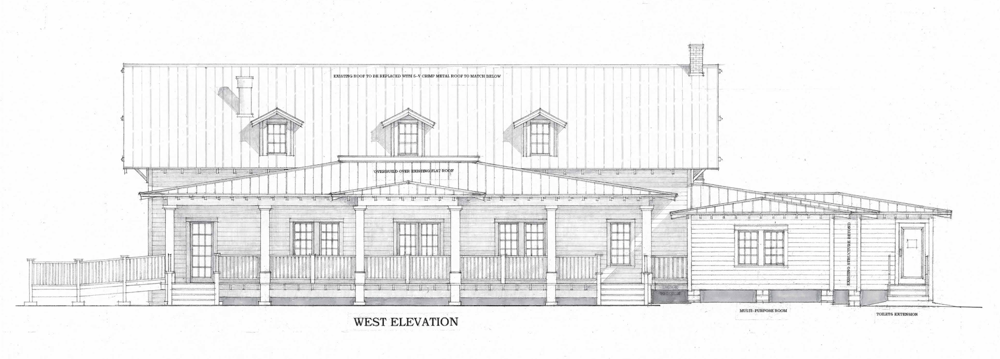 EXISTING ROOF TO BE REPLACED WITH 5-V CRIMP METAL ROOF TO MATCH BELOW
OVERBUILD OVER EXISTING FLAT ROOF
EXISTING STRUCTURE BEYOND
MULTI-PURPOSE ROOM
TOILETS EXTENSION
WEST ELEVATION